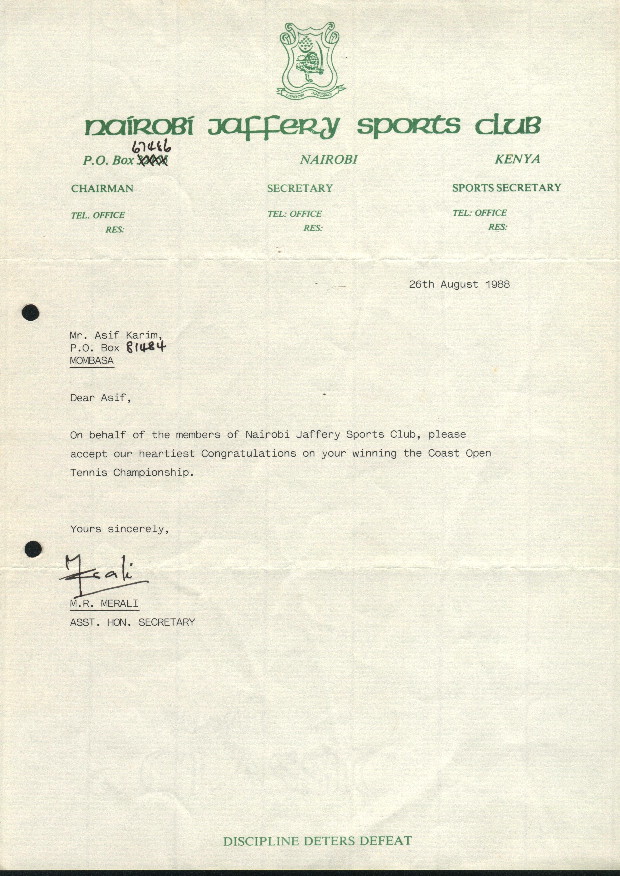 NAIROBI JAFFERY SPORTS CLUB
67486
P.O. Box NAIROBI KENYA
CHAIRMAN SECRETARY SPORTS SECRETARY
TEL. OFFICE TEL: OFFICE TEL: OFFICE
RES: RES: RES:
26th August 1988
Mr. Asif Karim,
P.O. Box 81484
MOMBASA
Dear Asif,
On behalf of the members of Nairobi Jaffery Sports Club, please
accept our heartiest Congratulations on your winning the Coast Open
Tennis Championship.
Yours sincerely,
M.R. MERALI
ASST. HON. SECRETARY
DISCIPLINE DETERS DEFEAT